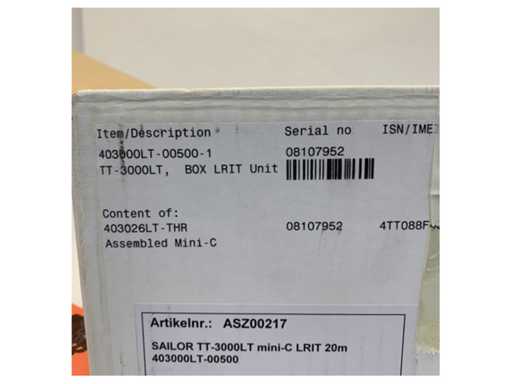 Item/Description Serial no ISN/IME
403000LT-00500-1 08107952
TT-3000LT, BOX LRIT Unit
Content of:
403026LT-THR 08107952 4TT088F
Assembled Mini-C
Artikelnr.: ASZ00217
SAILOR TT-3000LT mini-C LRIT 20m
403000LT-00500